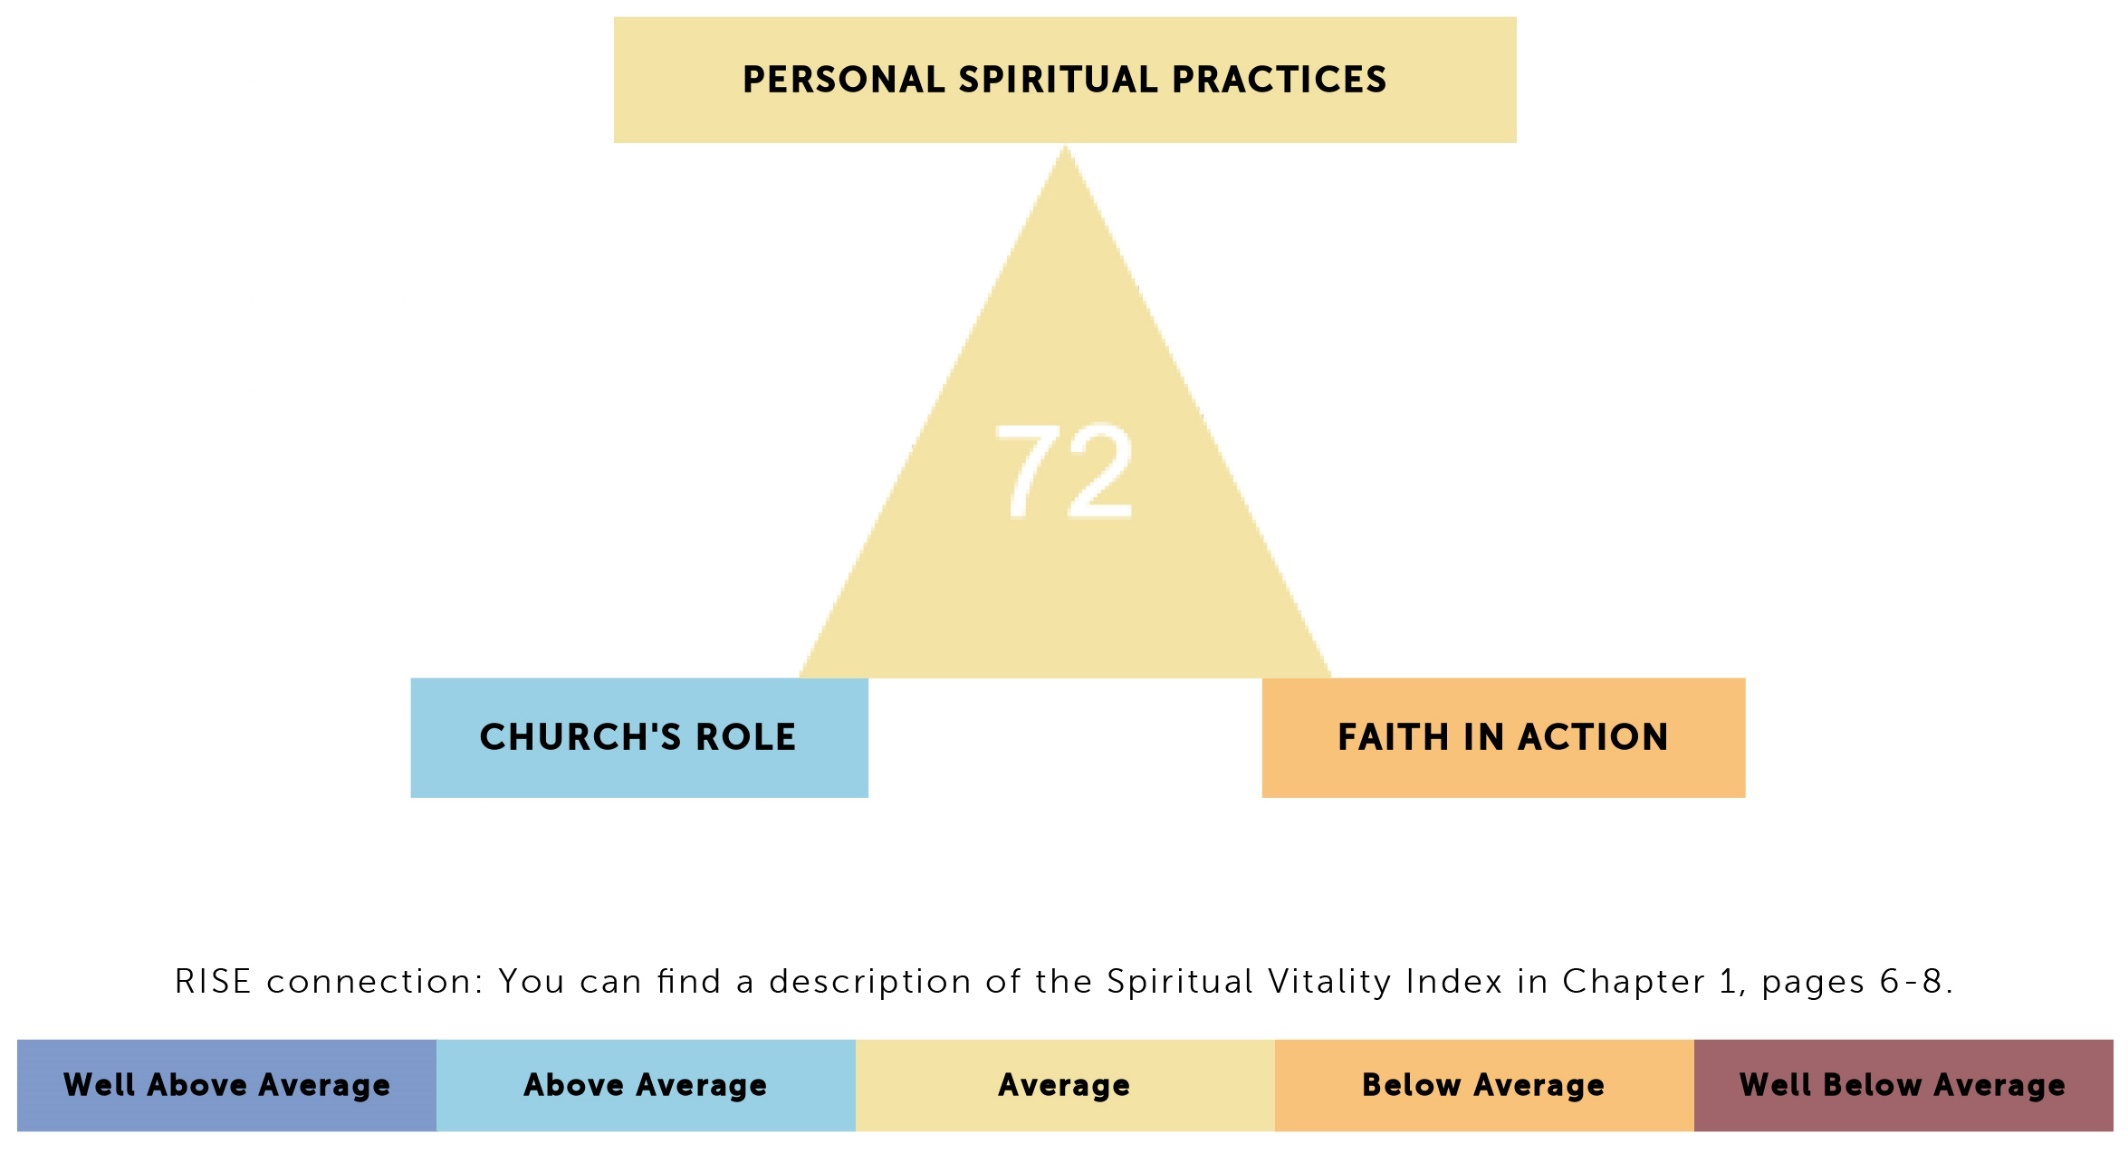 PERSONAL SPIRITUAL PRACTICES
72
CHURCH'S ROLE
FAITH IN ACTION
RISE connection: You can find a description of the Spiritual Vitality Index in Chapter 1, pages 6-8.
Well Above Average
Above Average
Average
Below Average
Well Below Average